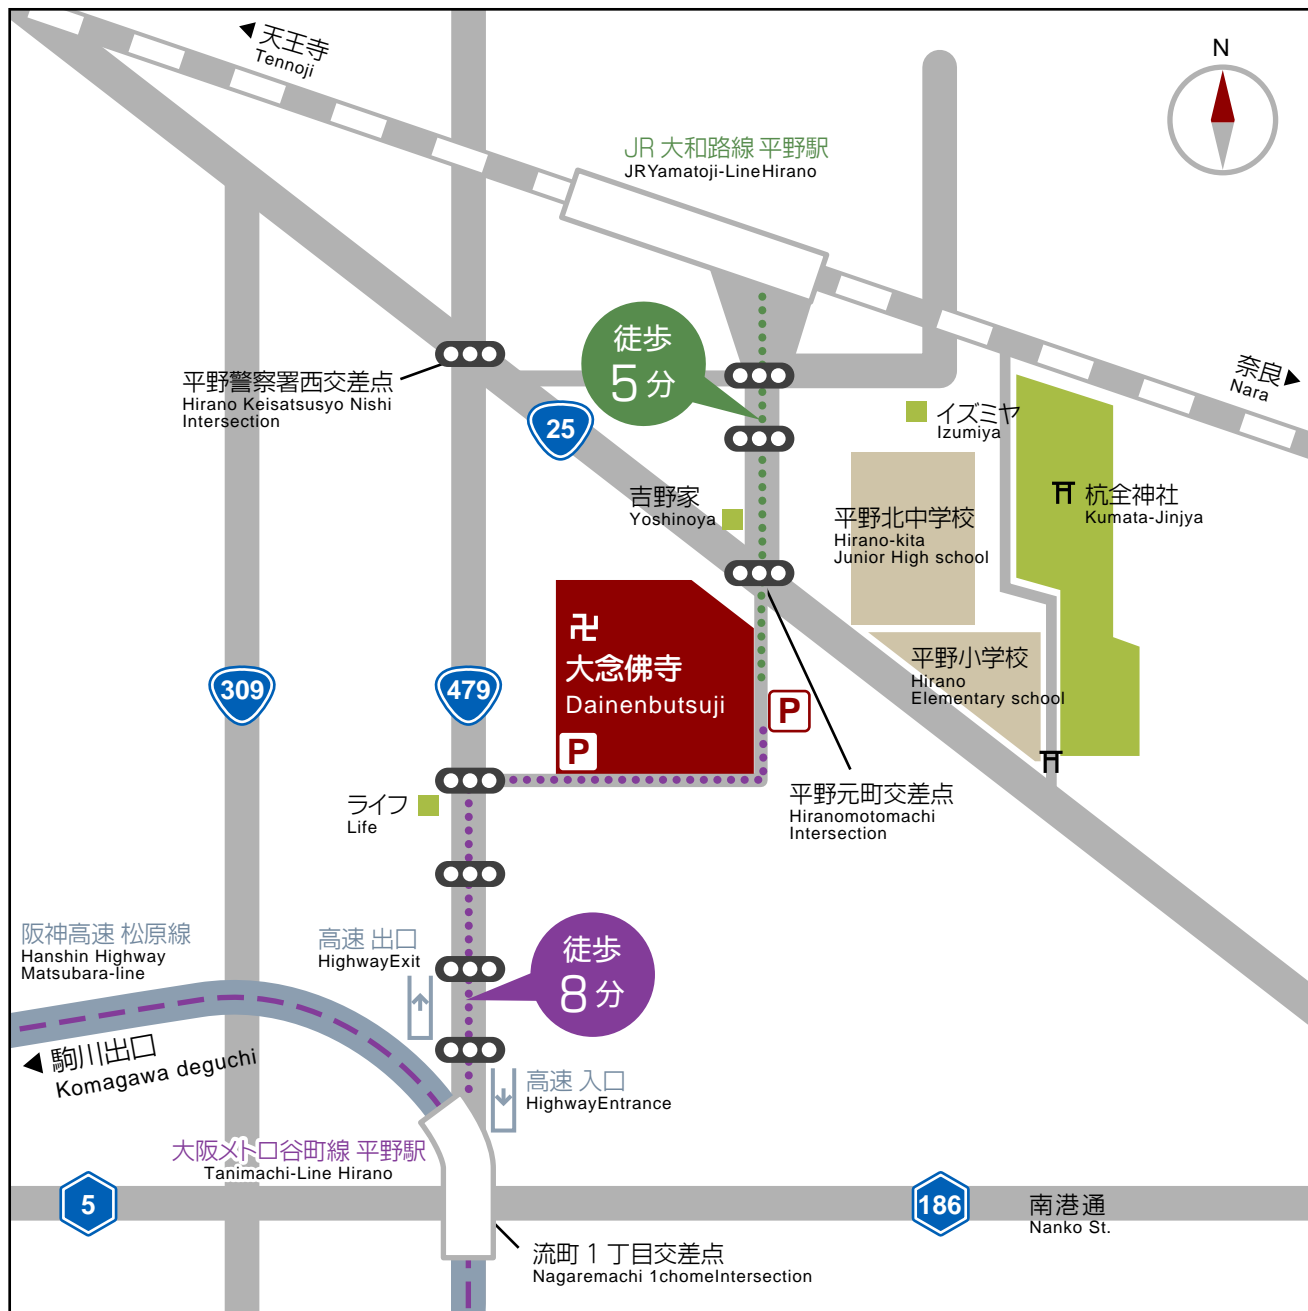 天王寺
Tennoji
N
JR 大和路線 平野駅
JRYamatoji-LineHirano
奈良
Nara
平野警察署西交差点
Hirano Keisatsusyo Nishi
Intersection
徒歩
5分
25
イズミヤ
Izumiya
吉野家
Yoshinoya
杭全神社
Kumata-Jinjya
平野北中学校
Hirano-kita
Junior High school
卍
大念佛寺
Dainenbutsuji
P
P
平野小学校
Hirano
Elementary school
309
479
ライフ
Life
平野元町交差点
Hiranomotomachi
Intersection
阪神高速 松原線
Hanshin Highway
Matsubara-line
高速 出口
HighwayExit
徒歩
8分
駒川出口
Komagawa deguchi
高速 入口
HighwayEntrance
大阪メトロ谷町線 平野駅
Tanimachi-Line Hirano
5
186
南港通
Nanko St.
流町1丁目交差点
Nagaremachi 1chomeIntersection